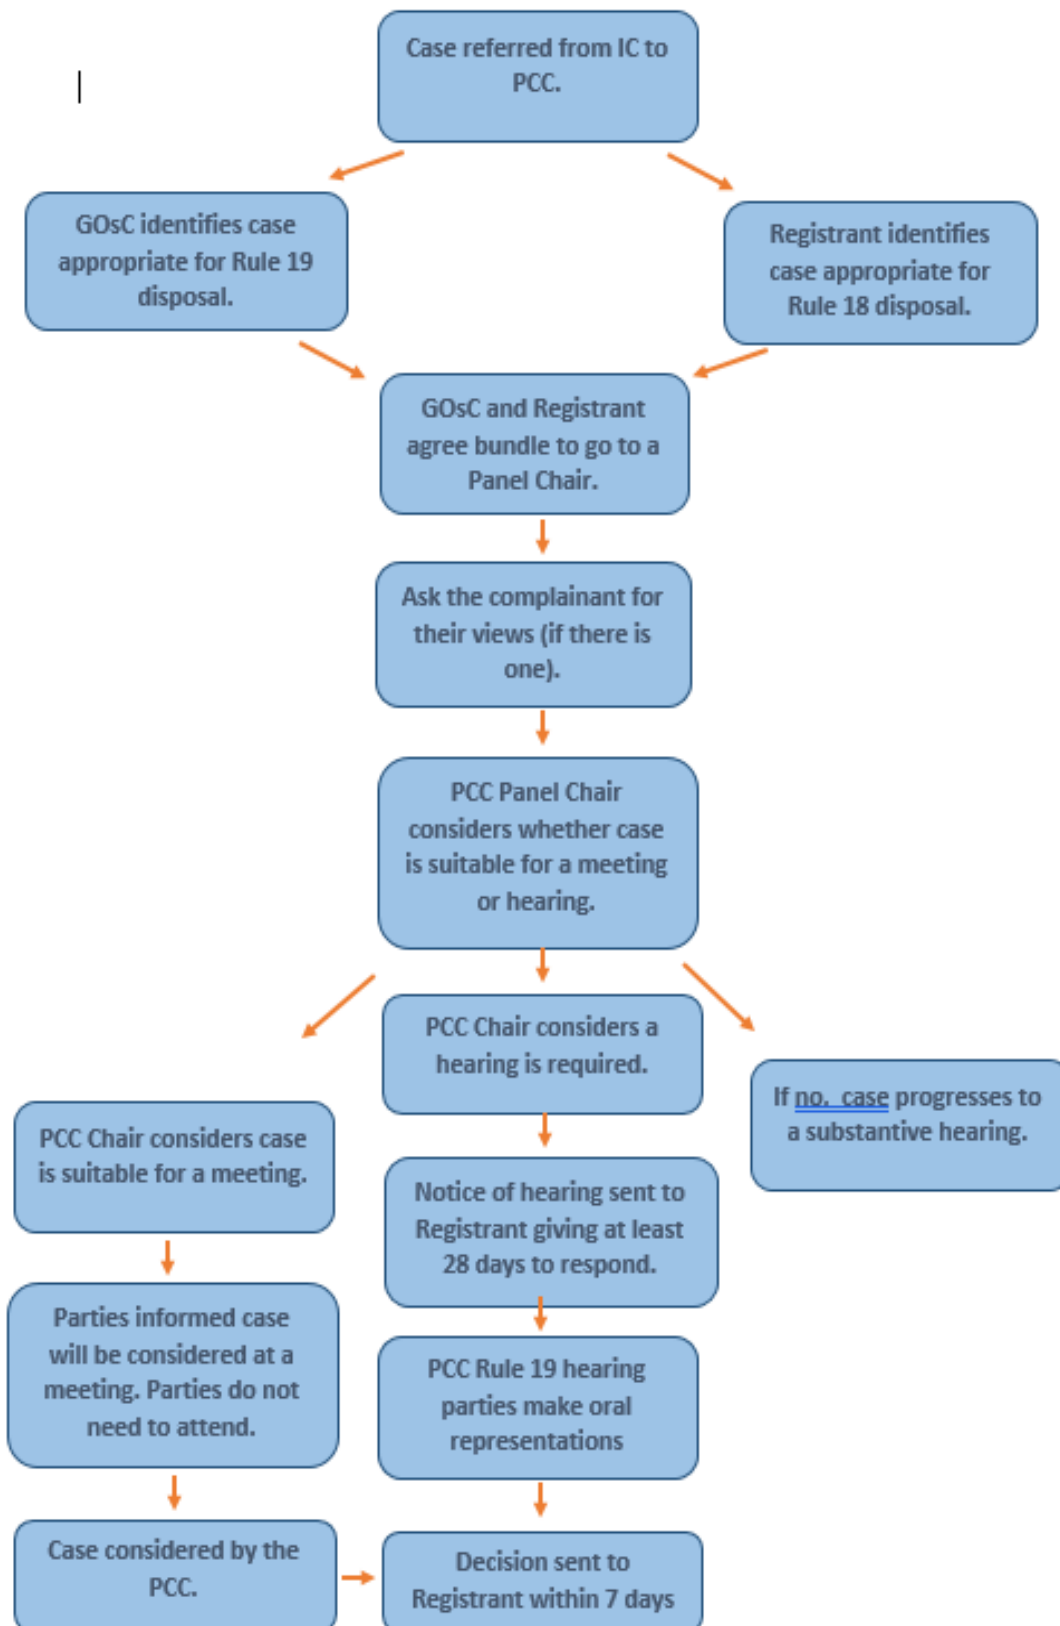 Case referred from IC to
PCC.
GOsC identifies case
appropriate for Rule 19
disposal.
Registrant identifies
case appropriate for
Rule 18 disposal.
GOsC and Registrant
agree bundle to go to a
Panel Chair.
Ask the complainant for
their views (if there is
one).
PCC Panel Chair
considers whether case
is suitable for a meeting
or hearing.
PCC Chair considers a
hearing is required.
If no. case progresses to
a substantive hearing.
PCC Chair considers case
is suitable for a meeting.
Notice of hearing sent to
Registrant giving at least
28 days to respond.
Parties informed case
will be considered at a
meeting. Parties do not
need to attend.
PCC Rule 19 hearing
parties make oral
representations
Case considered by the
PCC.
Decision sent to
Registrant within 7 days